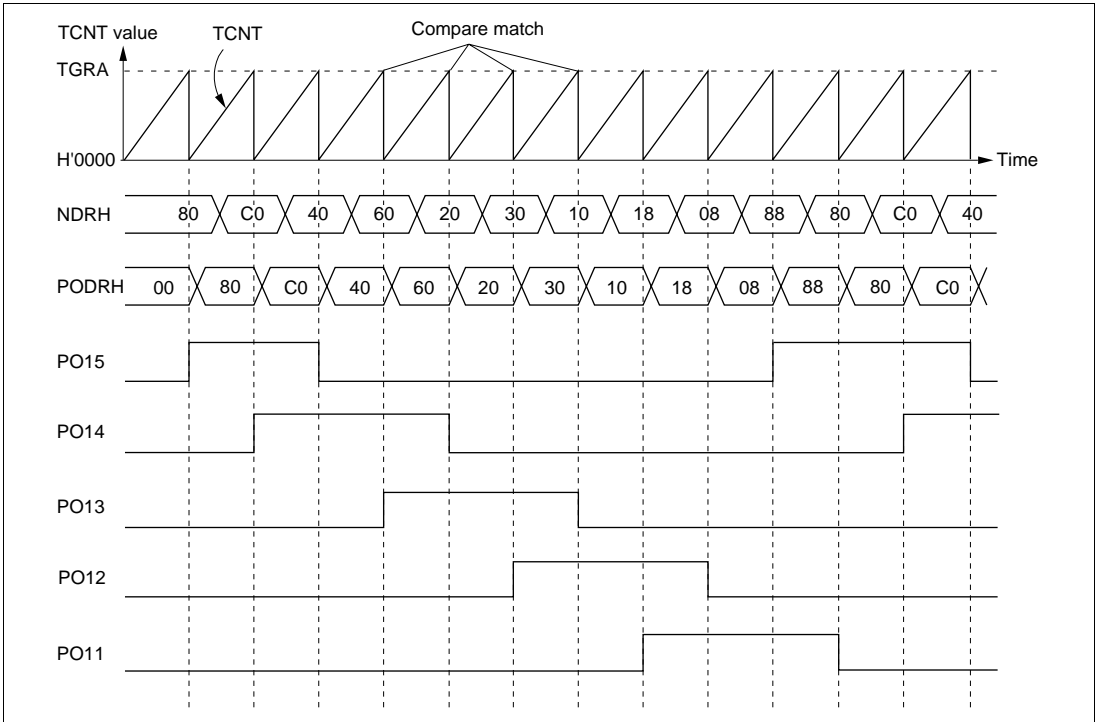 TCNT value
TCNT
Compare match
TGRA
H'0000
Time
NDRH 80 C0 40 60 20 30 10 18 08 88 80 C0 40
PODRH 00 80 C0 40 60 20 30 10 18 08 88 80 C0
PO15
PO14
PO13
PO12
PO11